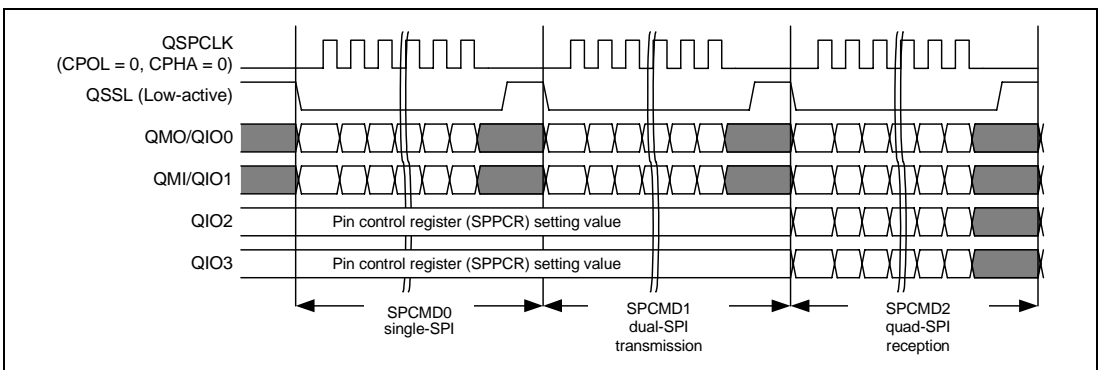 QSPCLK
(CPOL = 0, CPHA = 0)
QSSL (Low-active)
QMO/QIO0
QMI/QIO1
QIO2
Pin control register (SPPCR) setting value
QIO3
Pin control register (SPPCR) setting value
SPCMD0
single-SPI
SPCMD1
dual-SPI
transmission
SPCMD2
quad-SPI
reception